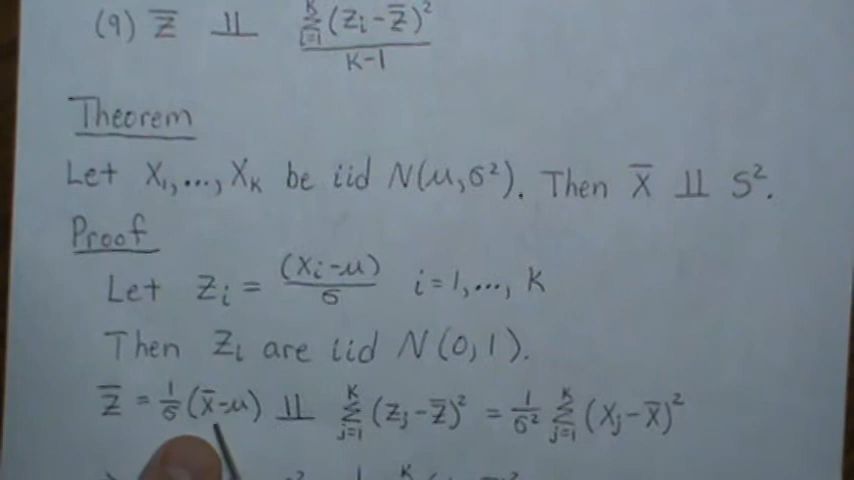 (9) Z̅ ⫫ Σ_{i=1}^{K} (Z_i - Z̅)² / K-1
Theorem
Let X₁, ..., X_K be iid N(μ, σ²). Then X̅ ⫫ S².
Proof
Let Z_i = (X_i - μ) / σ i = 1, ..., K
Then Z_i are iid N(0, 1).
Z̅ = 1/σ (X̅ - μ) ⫫ Σ_{j=1}^{K} (Z_j - Z̅)² = 1/σ² Σ_{j=1}^{K} (X_j - X̅)²